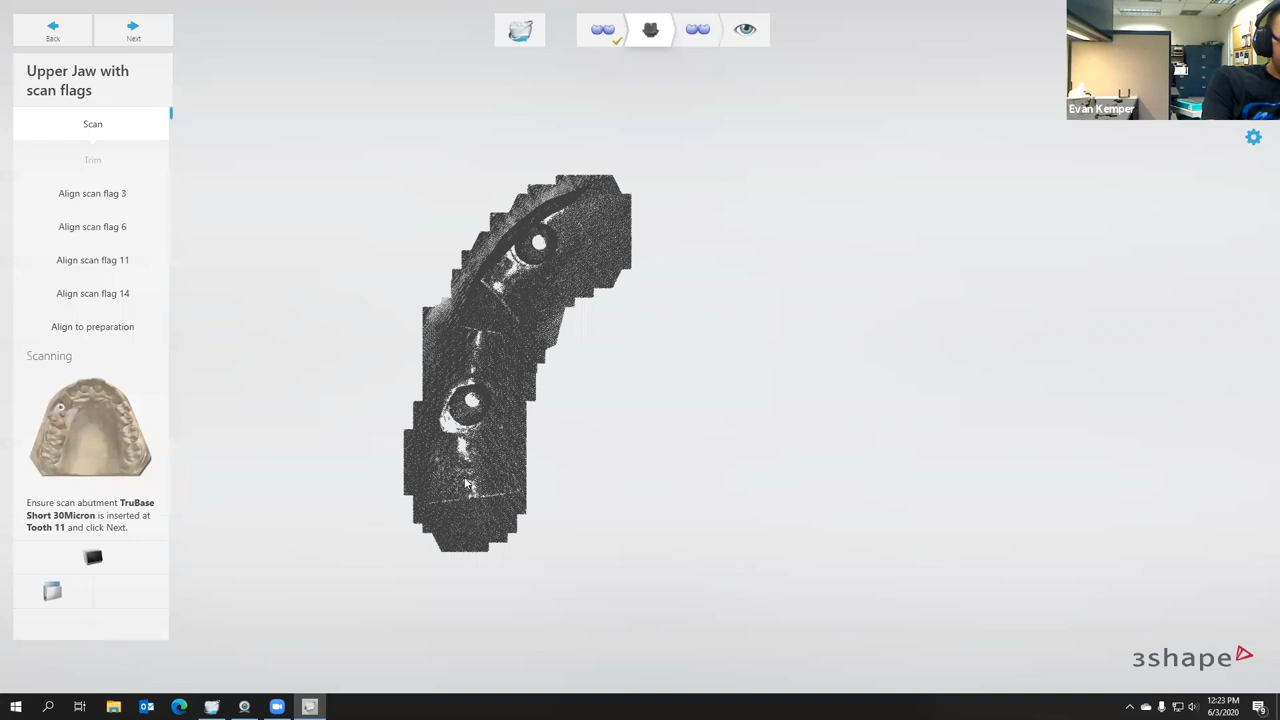 Back
Next
Evan Kemper
Upper Jaw with
scan flags
Scan
Trim
Align scan flag 3
Align scan flag 6
Align scan flag 11
Align scan flag 14
Align to preparation
Scanning
Ensure scan abutment TruBase
Short 30Micron is inserted at
Tooth 11 and click Next.
3shape
12:23 PM
6/3/2020